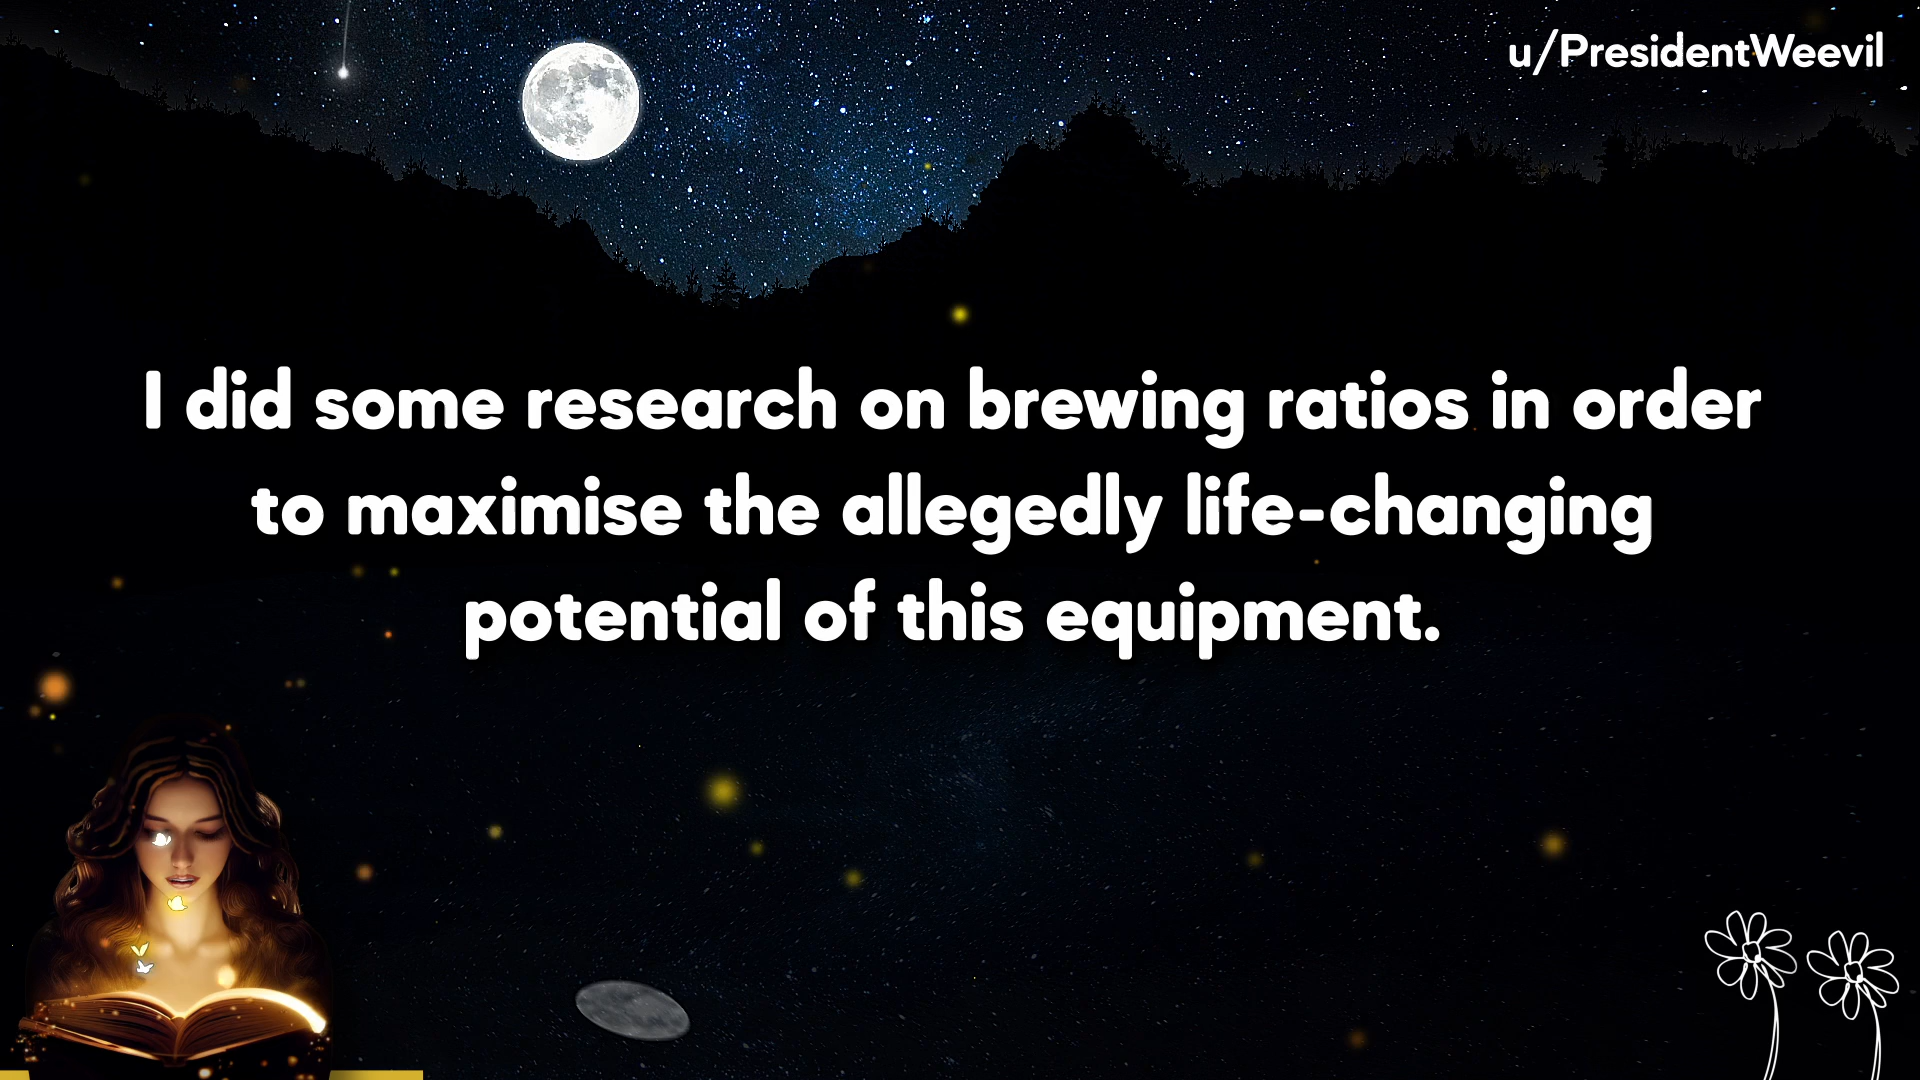 u/PresidentWeevil
I did some research on brewing ratios in order
to maximise the allegedly life-changing
potential of this equipment.